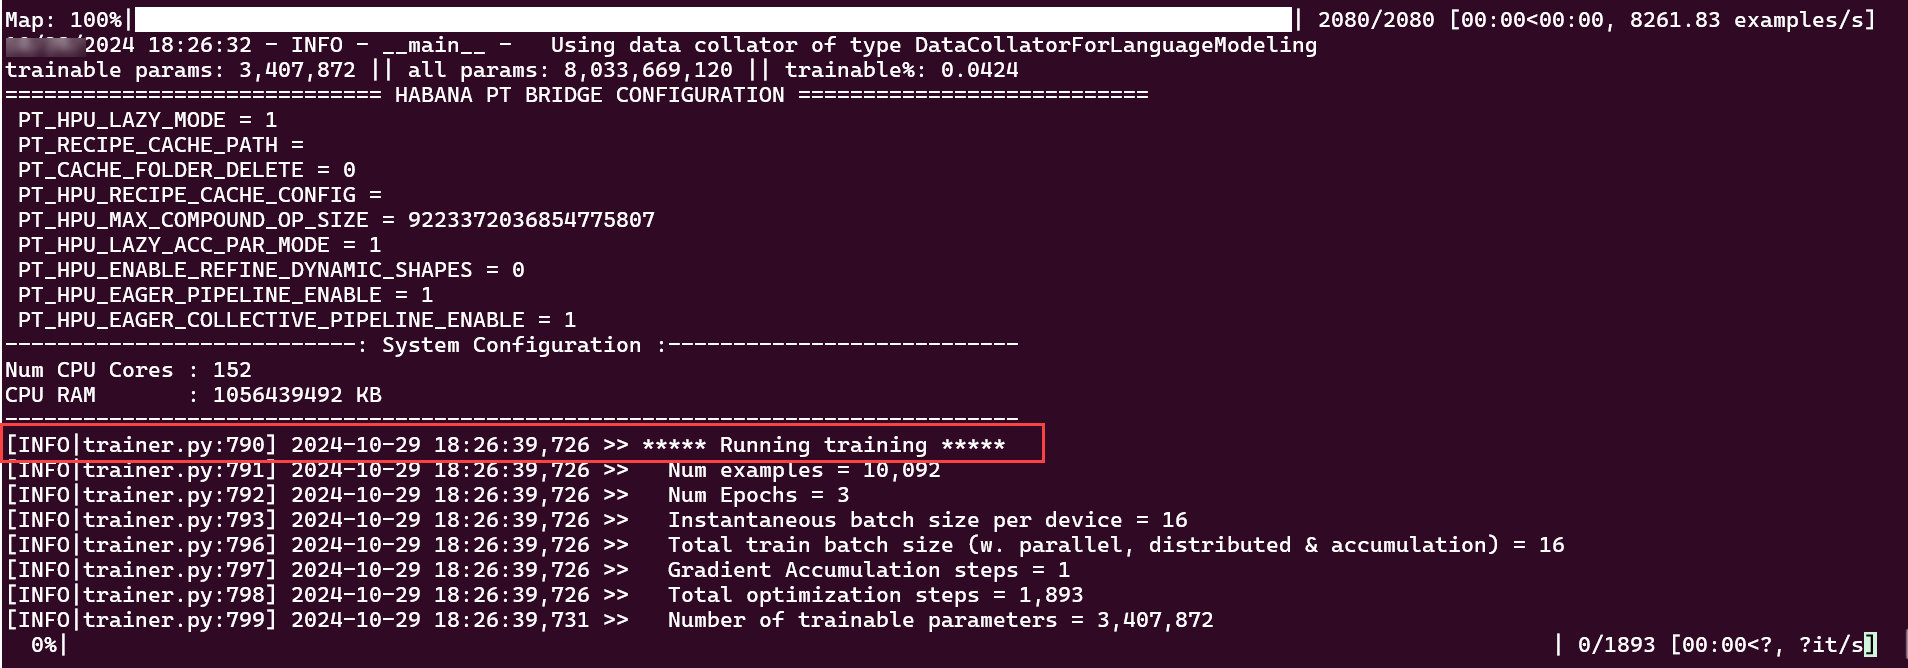 Map: 100%| | 2080/2080 [00:00<00:00, 8261.83 examples/s]
2024 18:26:32 - INFO - __main__ -   Using data collator of type DataCollatorForLanguageModeling
trainable params: 3,407,872 || all params: 8,033,669,120 || trainable%: 0.0424
============================= HABANA PT BRIDGE CONFIGURATION ===========================
PT_HPU_LAZY_MODE = 1
PT_RECIPE_CACHE_PATH =
PT_CACHE_FOLDER_DELETE = 0
PT_HPU_RECIPE_CACHE_CONFIG =
PT_HPU_MAX_COMPOUND_OP_SIZE = 9223372036854775807
PT_HPU_LAZY_ACC_PAR_MODE = 1
PT_HPU_ENABLE_REFINE_DYNAMIC_SHAPES = 0
PT_HPU_EAGER_PIPELINE_ENABLE = 1
PT_HPU_EAGER_COLLECTIVE_PIPELINE_ENABLE = 1
---------------------------: System Configuration :---------------------------
Num CPU Cores : 152
CPU RAM       : 1056439492 KB
------------------------------------------------------------------------------
[INFO|trainer.py:790] 2024-10-29 18:26:39,726 >> ***** Running training *****
[INFO|trainer.py:791] 2024-10-29 18:26:39,726 >>   Num examples = 10,092
[INFO|trainer.py:792] 2024-10-29 18:26:39,726 >>   Num Epochs = 3
[INFO|trainer.py:793] 2024-10-29 18:26:39,726 >>   Instantaneous batch size per device = 16
[INFO|trainer.py:796] 2024-10-29 18:26:39,726 >>   Total train batch size (w. parallel, distributed & accumulation) = 16
[INFO|trainer.py:797] 2024-10-29 18:26:39,726 >>   Gradient Accumulation steps = 1
[INFO|trainer.py:798] 2024-10-29 18:26:39,726 >>   Total optimization steps = 1,893
[INFO|trainer.py:799] 2024-10-29 18:26:39,731 >>   Number of trainable parameters = 3,407,872
0%| | 0/1893 [00:00<?, ?it/s]